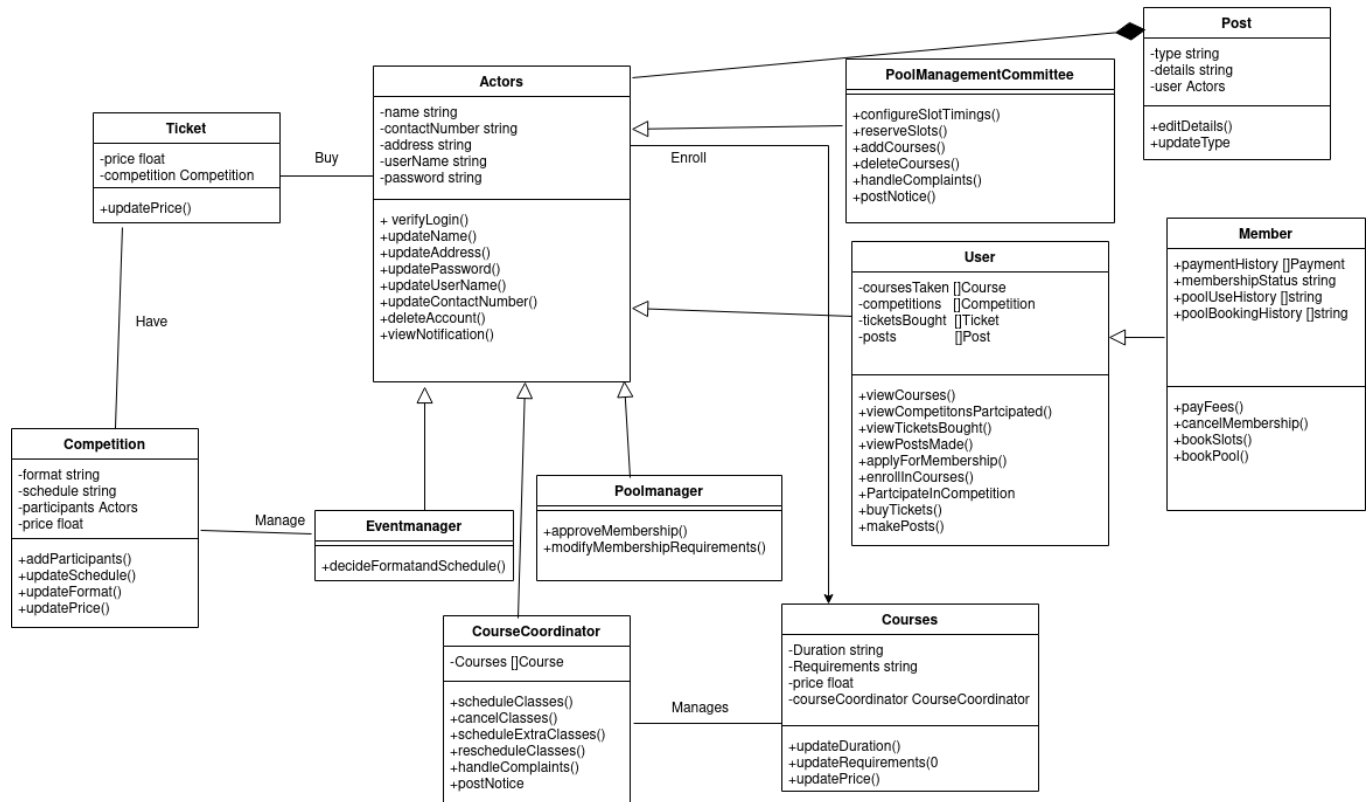 Post
-type string
-details string
-user Actors
+editDetails()
+updateType
Actors
-name string
-contactNumber string
-address string
-userName string
-password string
+ verifyLogin()
+updateName()
+updateAddress()
+updatePassword()
+updateUserName()
+updateContactNumber()
+deleteAccount()
+viewNotification()
PoolManagementCommittee
+configureSlotTimings()
+reserveSlots()
+addCourses()
+deleteCourses()
+handleComplaints()
+postNotice()
Ticket
-price float
-competition Competition
+updatePrice()
Buy
Enroll
Have
User
-coursesTaken []Course
-competitions []Competition
-ticketsBought []Ticket
-posts []Post
+viewCourses()
+viewCompetitonsPartcipated()
+viewTicketsBought()
+viewPostsMade()
+applyForMembership()
+enrollInCourses()
+PartcipateInCompetition
+buyTickets()
+makePosts()
Member
+paymentHistory []Payment
+membershipStatus string
+poolUseHistory []string
+poolBookingHistory []string
+payFees()
+cancelMembership()
+bookSlots()
+bookPool()
Competition
-format string
-schedule string
-participants Actors
-price float
+addParticipants()
+updateSchedule()
+updateFormat()
+updatePrice()
Manage
Eventmanager
+decideFormatandSchedule()
Poolmanager
+approveMembership()
+modifyMembershipRequirements()
CourseCoordinator
-Courses []Course
+scheduleClasses()
+cancelClasses()
+scheduleExtraClasses()
+rescheduleClasses()
+handleComplaints()
+postNotice
Manages
Courses
-Duration string
-Requirements string
-price float
-courseCoordinator CourseCoordinator
+updateDuration()
+updateRequirements(0
+updatePrice()